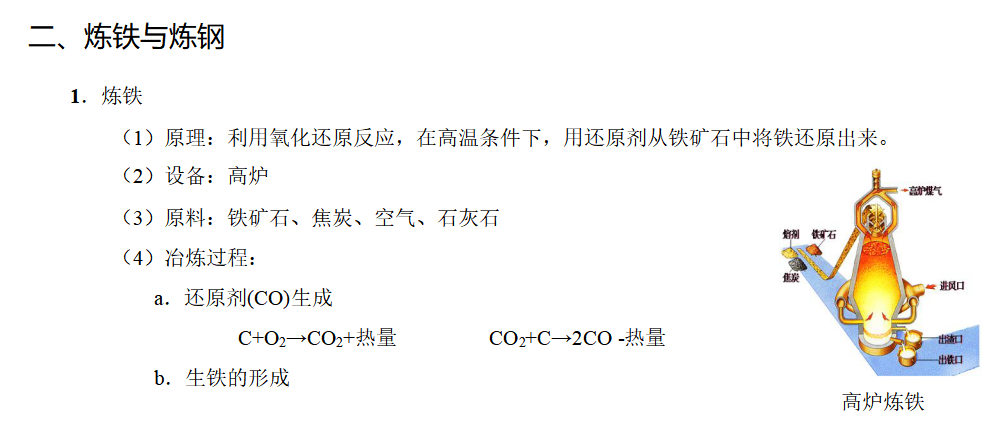 二、炼铁与炼钢
1．炼铁
（1）原理：利用氧化还原反应，在高温条件下，用还原剂从铁矿石中将铁还原出来。
（2）设备：高炉
（3）原料：铁矿石、焦炭、空气、石灰石
（4）冶炼过程：
a．还原剂(CO)生成
C+O₂→CO₂+热量 CO₂+C→2CO -热量
b．生铁的形成
高炉煤气
熔剂 铁矿石
焦炭
进风口
出渣口
出铁口
高炉炼铁